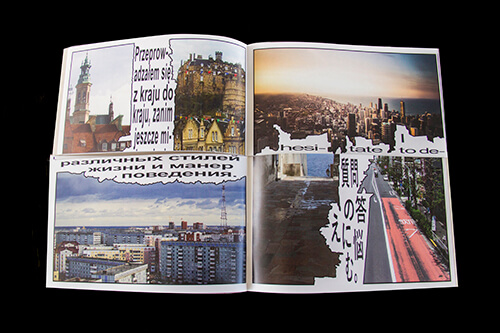 Przeprow-
adzałem się
z kraju do
kraju, zanim
jeszcze mi-
hesi- tate to de-
различных стилей
жизни и манер
поведения.
質問の答えに悩む。